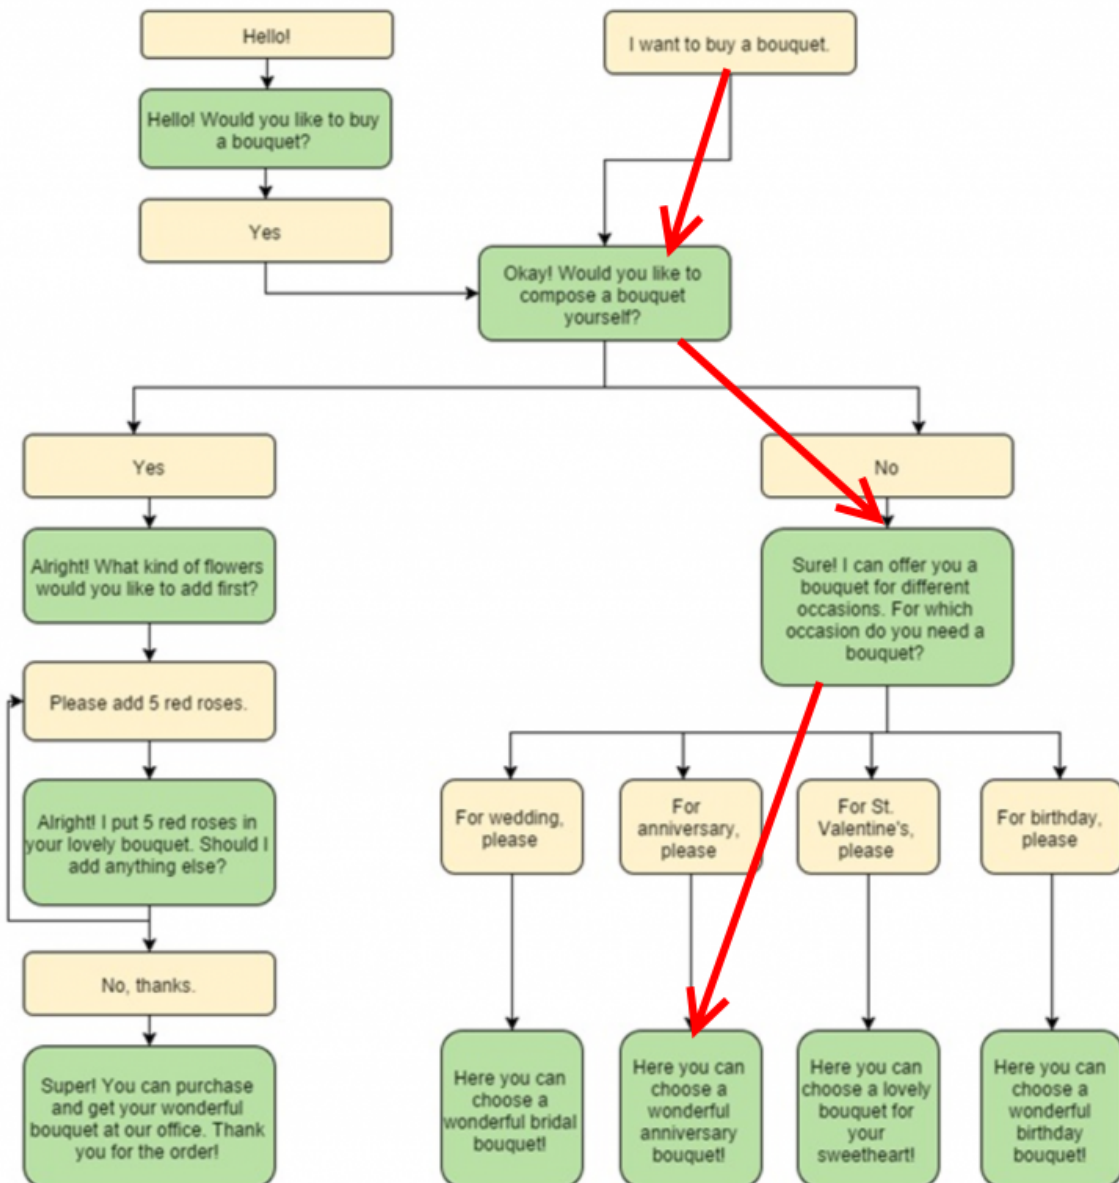 Hello!
I want to buy a bouquet.
Hello! Would you like to buy
a bouquet?
Yes
Okay! Would you like to
compose a bouquet
yourself?
Yes
No
Alright! What kind of flowers
would you like to add first?
Sure! I can offer you a
bouquet for different
occasions. For which
occasion do you need a
bouquet?
Please add 5 red roses.
Alright! I put 5 red roses in
your lovely bouquet. Should I
add anything else?
For wedding,
please
For
anniversary,
please
For St.
Valentine's,
please
For birthday,
please
No, thanks.
Super! You can purchase
and get your wonderful
bouquet at our office. Thank
you for the order!
Here you can
choose a
wonderful bridal
bouquet!
Here you can
choose a
wonderful
anniversary
bouquet!
Here you can
choose a lovely
bouquet for
your
sweetheart!
Here you can
choose a
wonderful
birthday
bouquet!